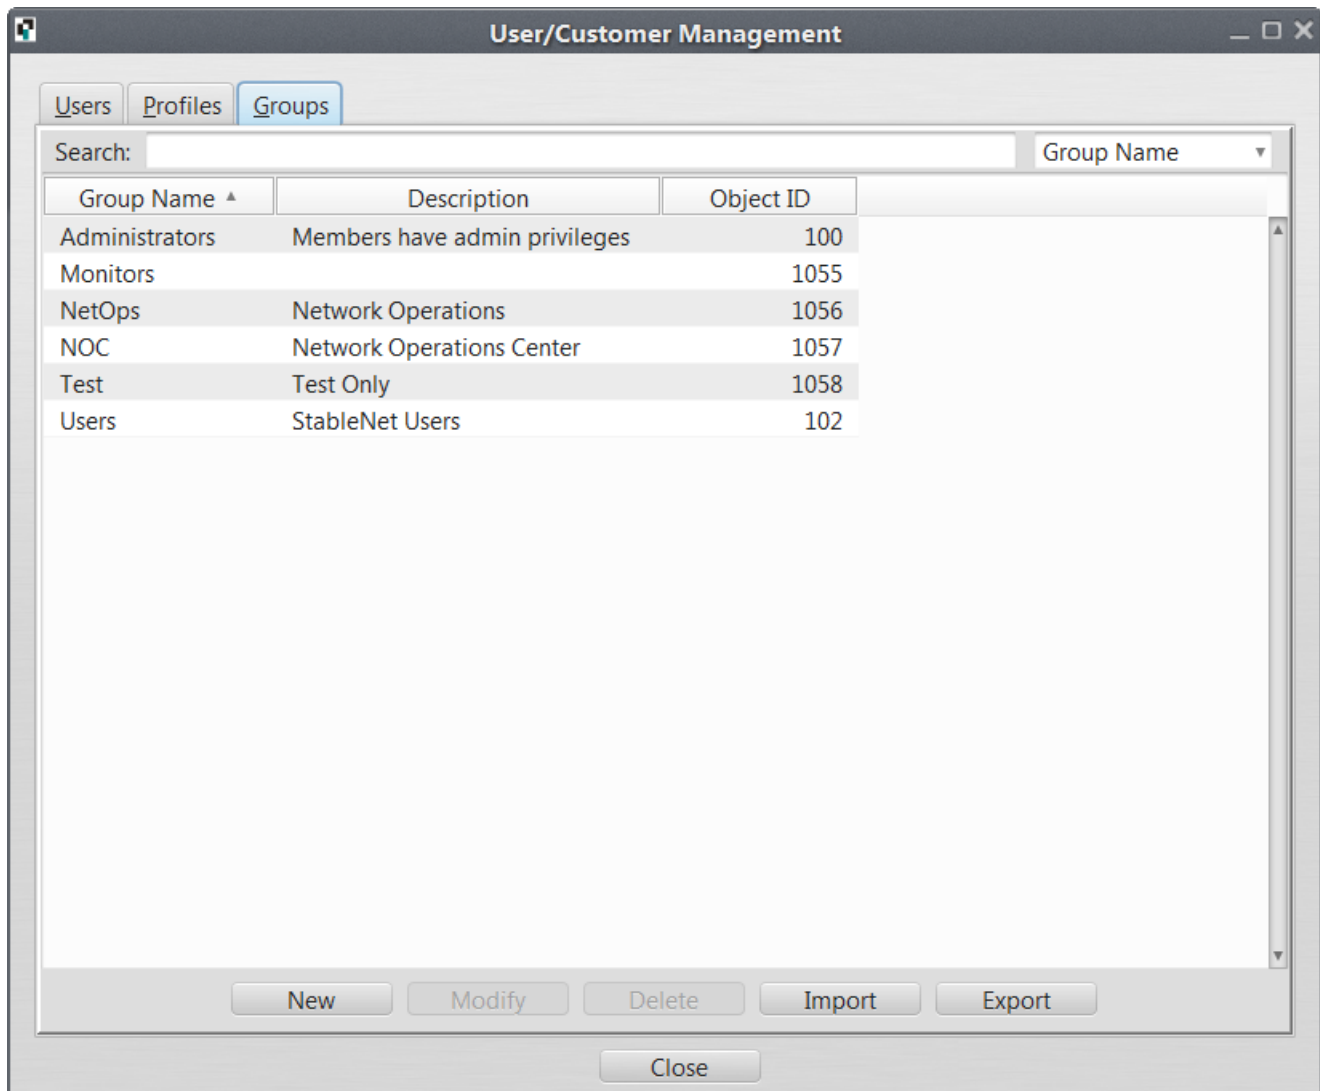 User/Customer Management
Users Profiles Groups
Search: Group Name
Group Name Description Object ID
Administrators Members have admin privileges 100
Monitors 1055
NetOps Network Operations 1056
NOC Network Operations Center 1057
Test Test Only 1058
Users StableNet Users 102
New Modify Delete Import Export
Close